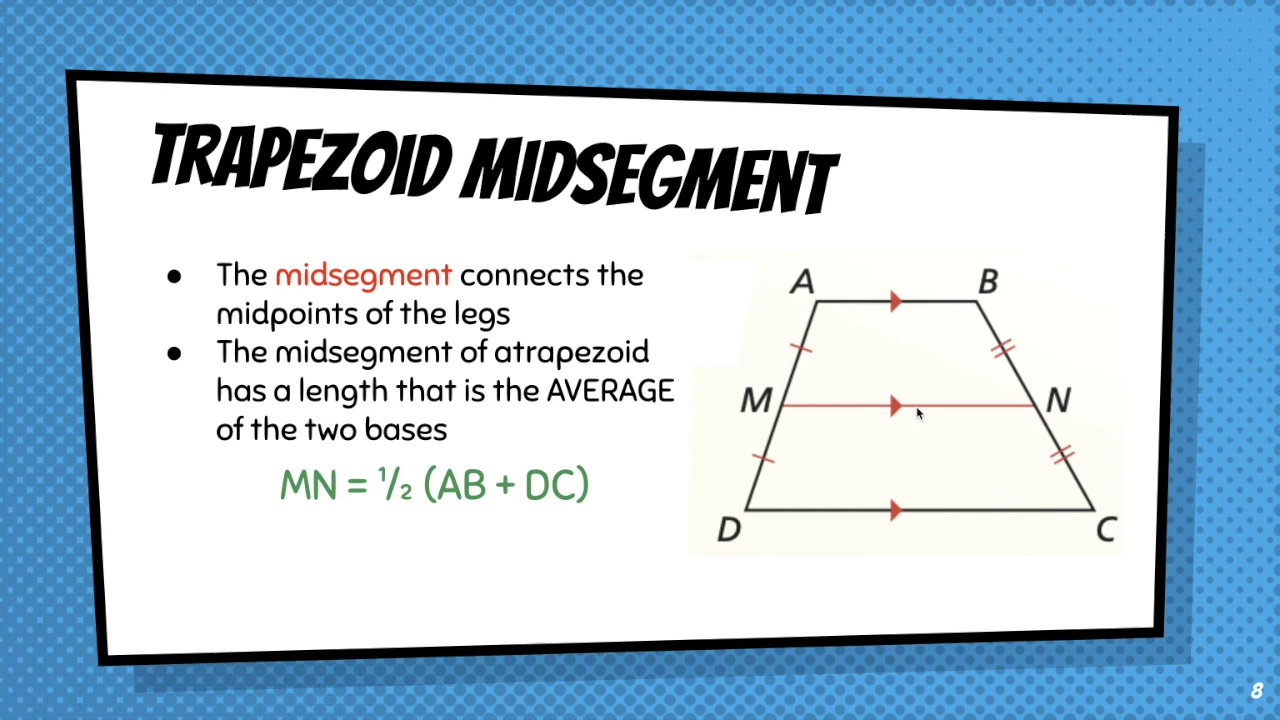 TRAPEZOID MIDSEGMENT
● The midsegment connects the
midpoints of the legs
● The midsegment of atrapezoid
has a length that is the AVERAGE
of the two bases
MN = ½ (AB + DC)
A B
M N
D C
8